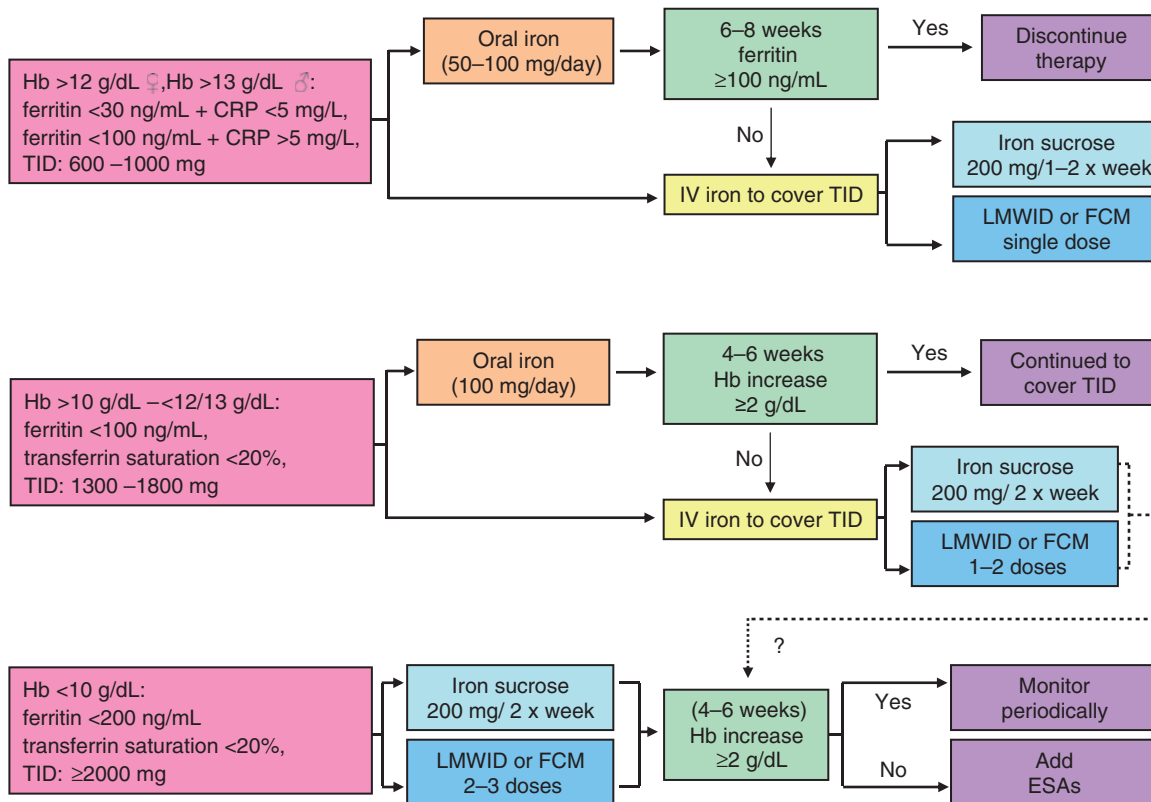 Hb >12 g/dL ♀,Hb >13 g/dL ♂:
ferritin <30 ng/mL + CRP <5 mg/L,
ferritin <100 ng/mL + CRP >5 mg/L,
TID: 600 –1000 mg
Oral iron
(50–100 mg/day)
6–8 weeks
ferritin
≥100 ng/mL
Yes
Discontinue
therapy
No
IV iron to cover TID
Iron sucrose
200 mg/1–2 x week
LMWID or FCM
single dose
Hb >10 g/dL –<12/13 g/dL:
ferritin <100 ng/mL,
transferrin saturation <20%,
TID: 1300 –1800 mg
Oral iron
(100 mg/day)
4–6 weeks
Hb increase
≥2 g/dL
Yes
Continued to
cover TID
No
IV iron to cover TID
Iron sucrose
200 mg/ 2 x week
LMWID or FCM
1–2 doses
?
Hb <10 g/dL:
ferritin <200 ng/mL
transferrin saturation <20%,
TID: ≥2000 mg
Iron sucrose
200 mg/ 2 x week
LMWID or FCM
2–3 doses
(4–6 weeks)
Hb increase
≥2 g/dL
Yes
Monitor
periodically
No
Add
ESAs